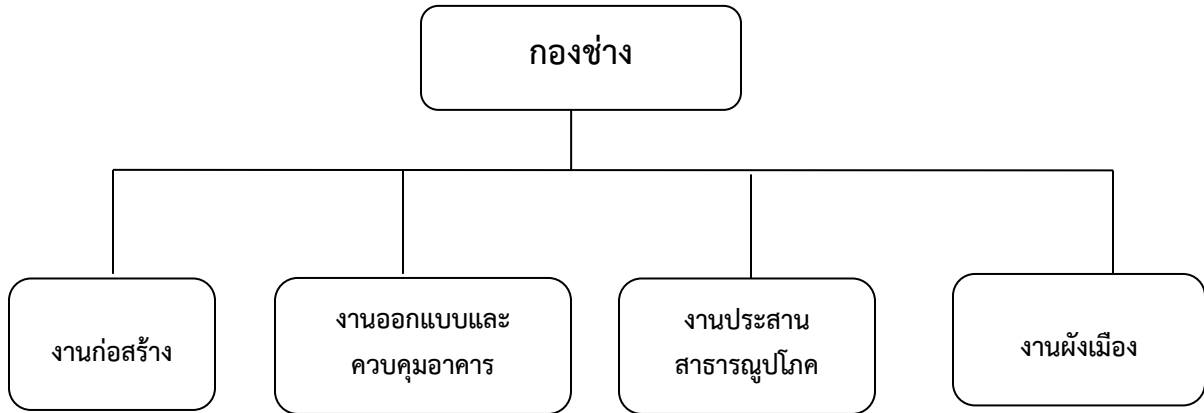 กองช่าง
งานก่อสร้าง
งานออกแบบและ
ควบคุมอาคาร
งานประสาน
สาธารณูปโภค
งานผังเมือง